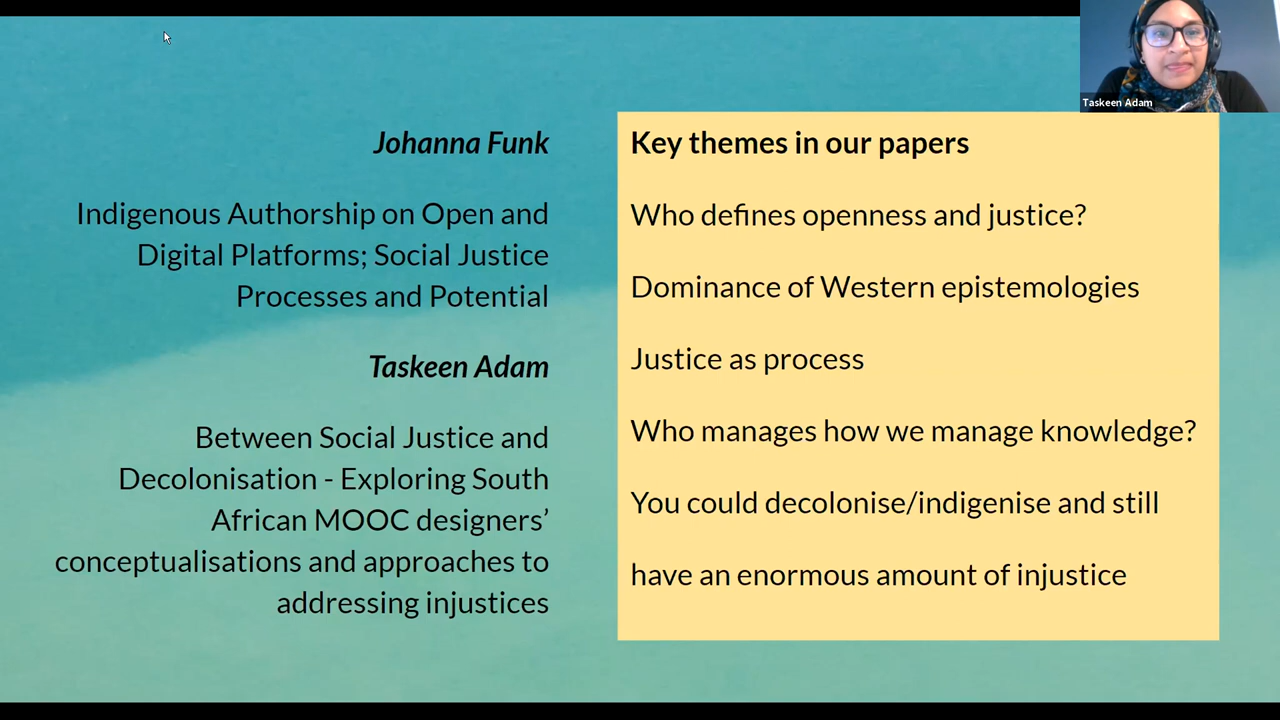 Taskeen Adam
Johanna Funk
Indigenous Authorship on Open and
Digital Platforms; Social Justice
Processes and Potential
Taskeen Adam
Between Social Justice and
Decolonisation - Exploring South
African MOOC designers’
conceptualisations and approaches to
addressing injustices
Key themes in our papers
Who defines openness and justice?
Dominance of Western epistemologies
Justice as process
Who manages how we manage knowledge?
You could decolonise/indigenise and still
have an enormous amount of injustice